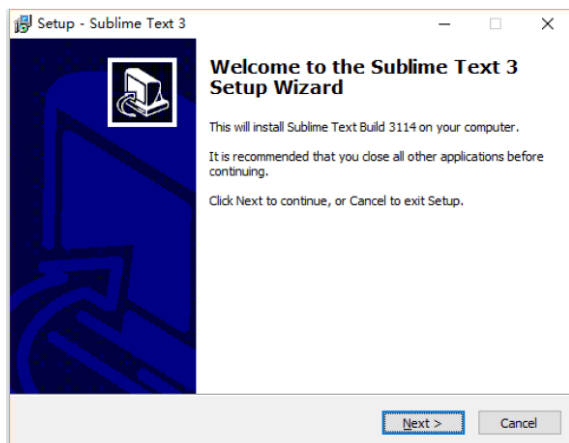 Setup - Sublime Text 3
Welcome to the Sublime Text 3
Setup Wizard
This will install Sublime Text Build 3114 on your computer.
It is recommended that you close all other applications before
continuing.
Click Next to continue, or Cancel to exit Setup.
Next >
Cancel